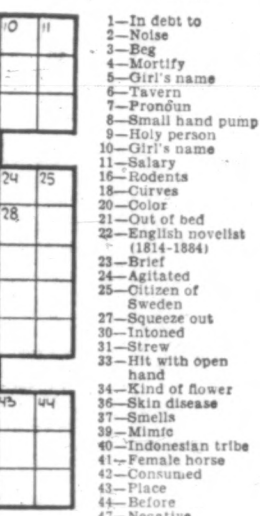 10 11
24 25
28
43 44
1—In debt to
2—Noise
3—Beg
4—Mortify
5—Girl's name
6—Tavern
7—Pronoun
8—Small hand pump
9—Holy person
10—Girl's name
11—Salary
16—Rodents
18—Curves
20—Color
21—Out of bed
22—English novelist
(1814-1884)
23—Brief
24—Agitated
25—Citizen of
Sweden
27—Squeeze out
30—Intoned
31—Strew
33—Hit with open
hand
34—Kind of flower
36—Skin disease
37—Smells
39—Mimic
40—Indonesian tribe
41—Female horse
42—Consumed
43—Place
44—Before